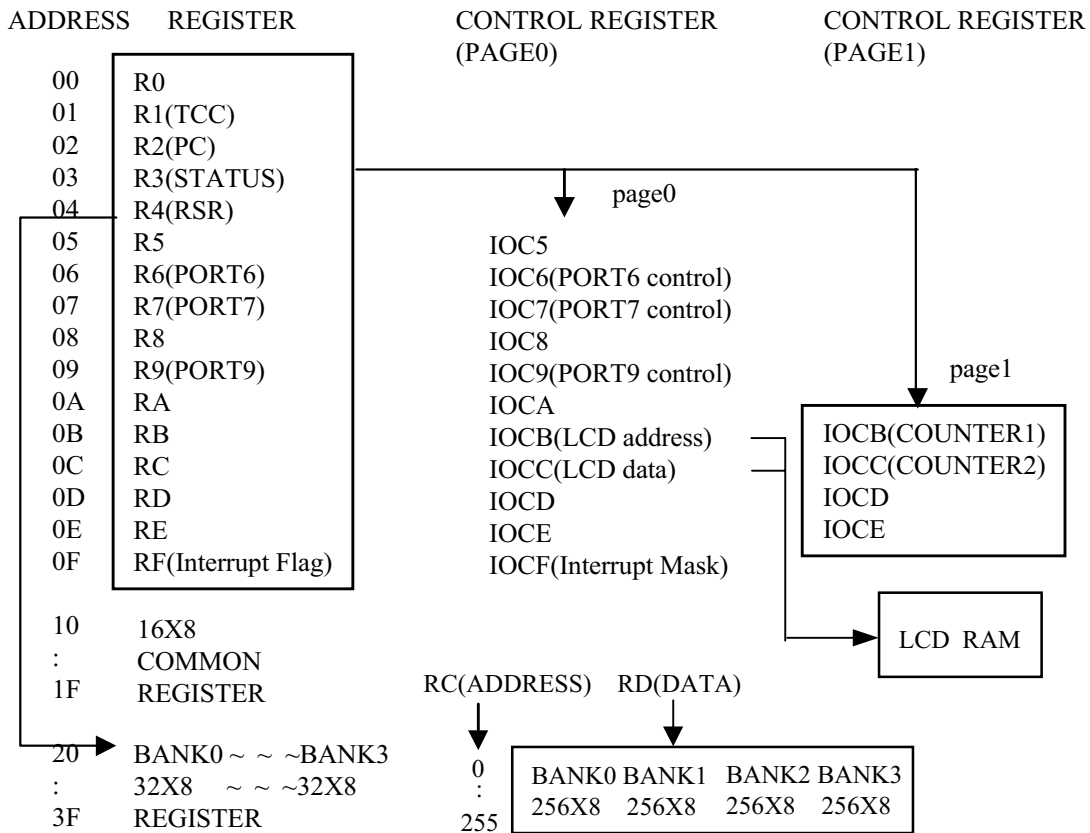 ADDRESS REGISTER CONTROL REGISTER CONTROL REGISTER
(PAGE0) (PAGE1)
00 R0
01 R1(TCC)
02 R2(PC)
03 R3(STATUS)
page0
04 R4(RSR)
05 R5 IOC5
06 R6(PORT6) IOC6(PORT6 control)
07 R7(PORT7) IOC7(PORT7 control)
08 R8 IOC8
09 R9(PORT9) IOC9(PORT9 control) page1
0A RA IOCA
0B RB IOCB(LCD address) IOCB(COUNTER1)
0C RC IOCC(LCD data) IOCC(COUNTER2)
0D RD IOCD IOCD
0E RE IOCE IOCE
0F RF(Interrupt Flag) IOCF(Interrupt Mask)
10 16X8
LCD RAM
: COMMON
1F REGISTER RC(ADDRESS) RD(DATA)
20 BANK0 ~ ~ ~BANK3
0 BANK0 BANK1 BANK2 BANK3
: 32X8 ~ ~ ~32X8
: 256X8 256X8 256X8 256X8
3F REGISTER
255